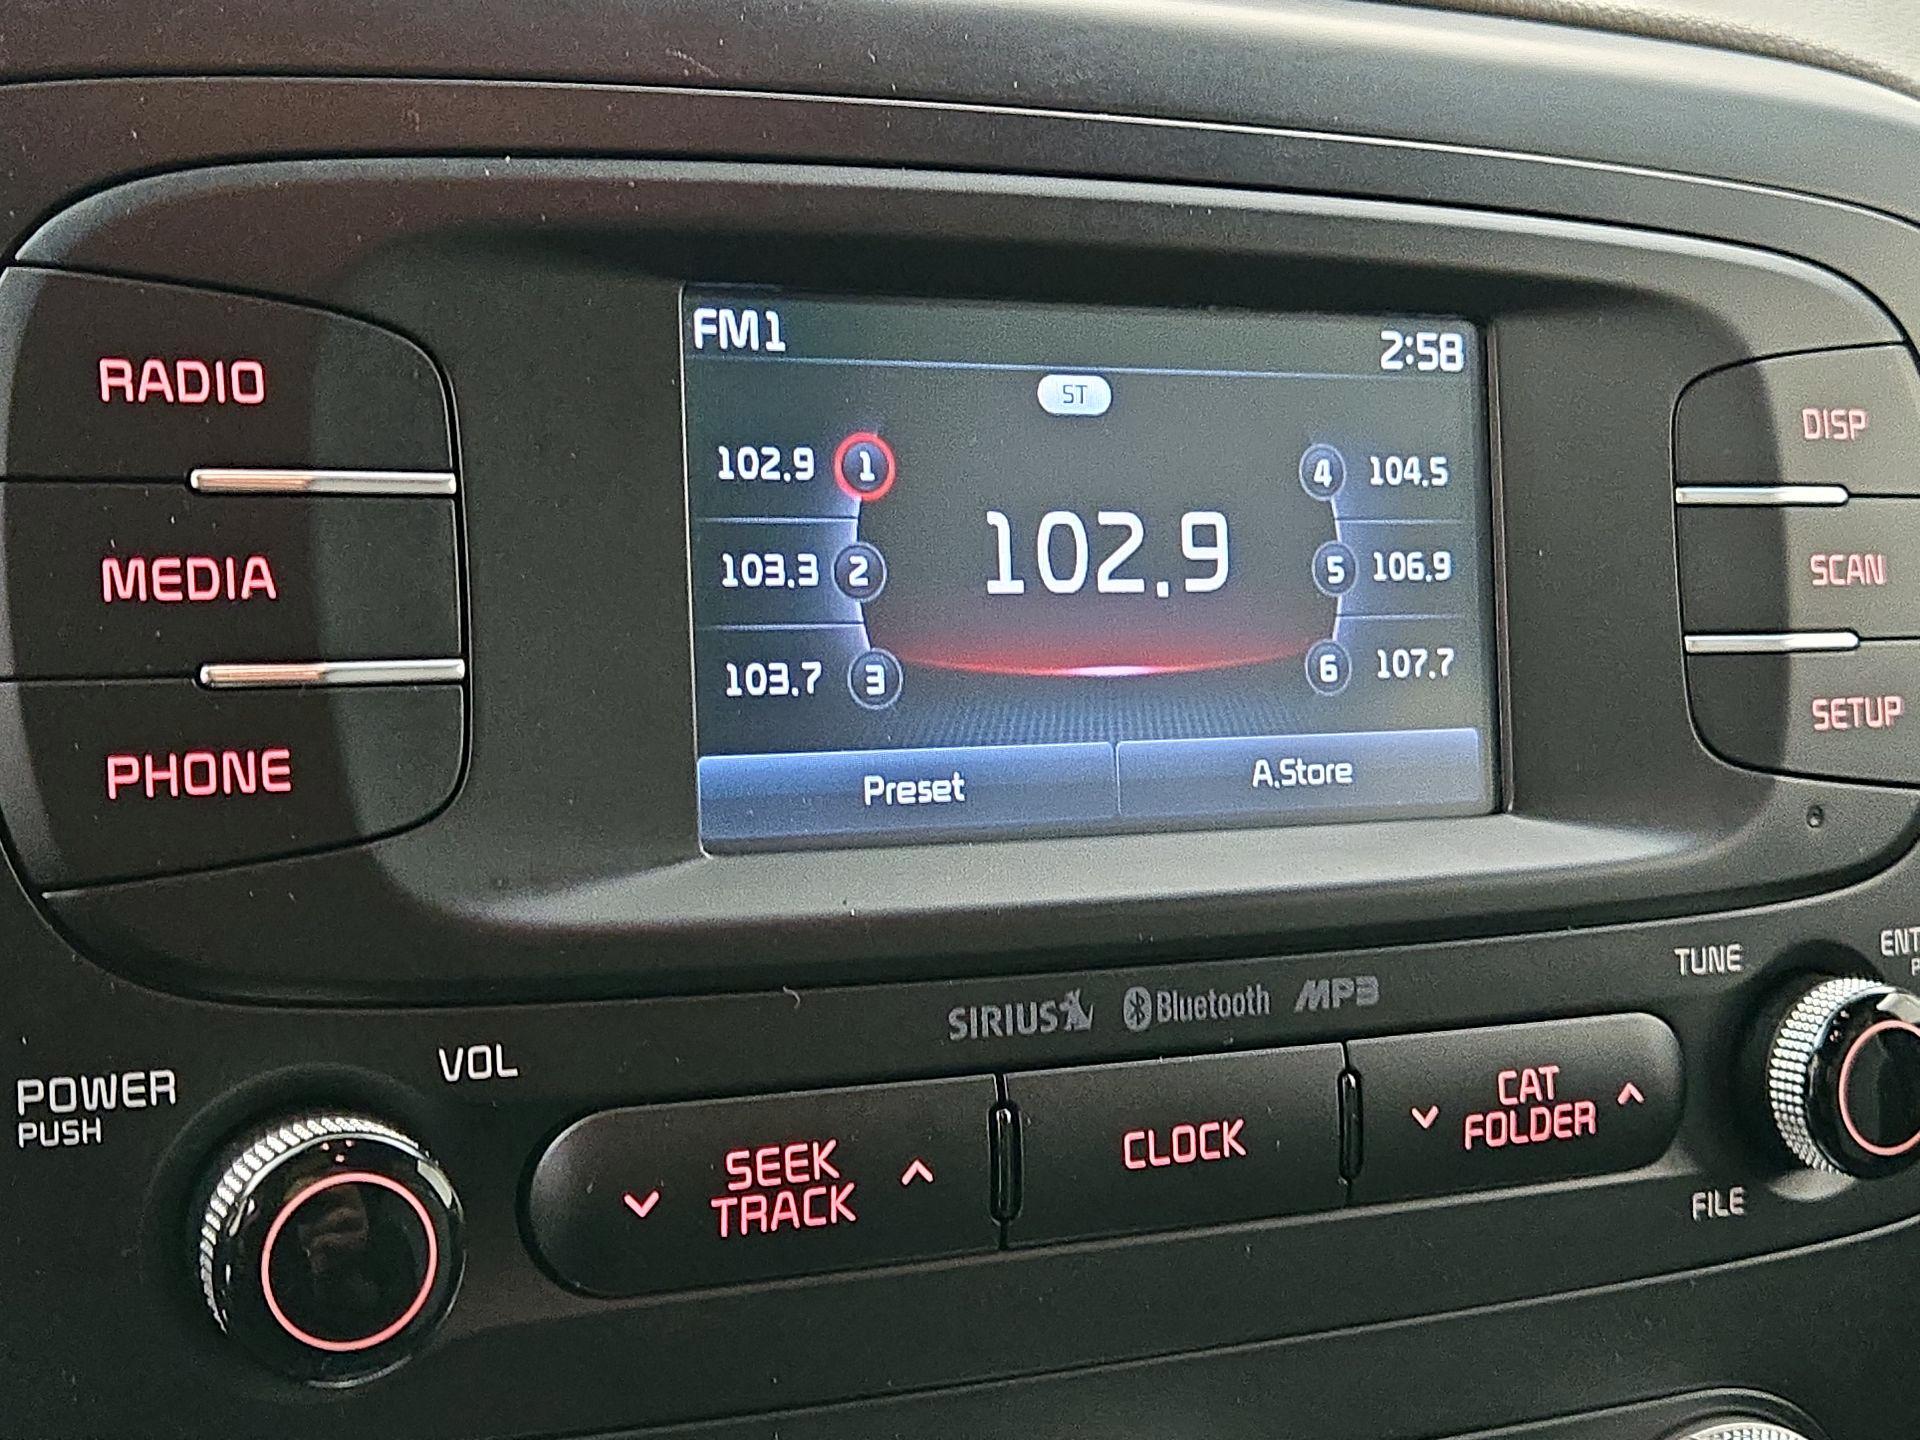 FM1
2:58
ST
102.9 1
4 104.5
102.9
103.3 2
5 106.9
103.7 3
6 107.7
Preset
A.Store
RADIO
MEDIA
PHONE
DISP
SCAN
SETUP
SIRIUS Bluetooth MP3
TUNE
POWER
PUSH
VOL
SEEK
TRACK
CLOCK
CAT
FOLDER
FILE